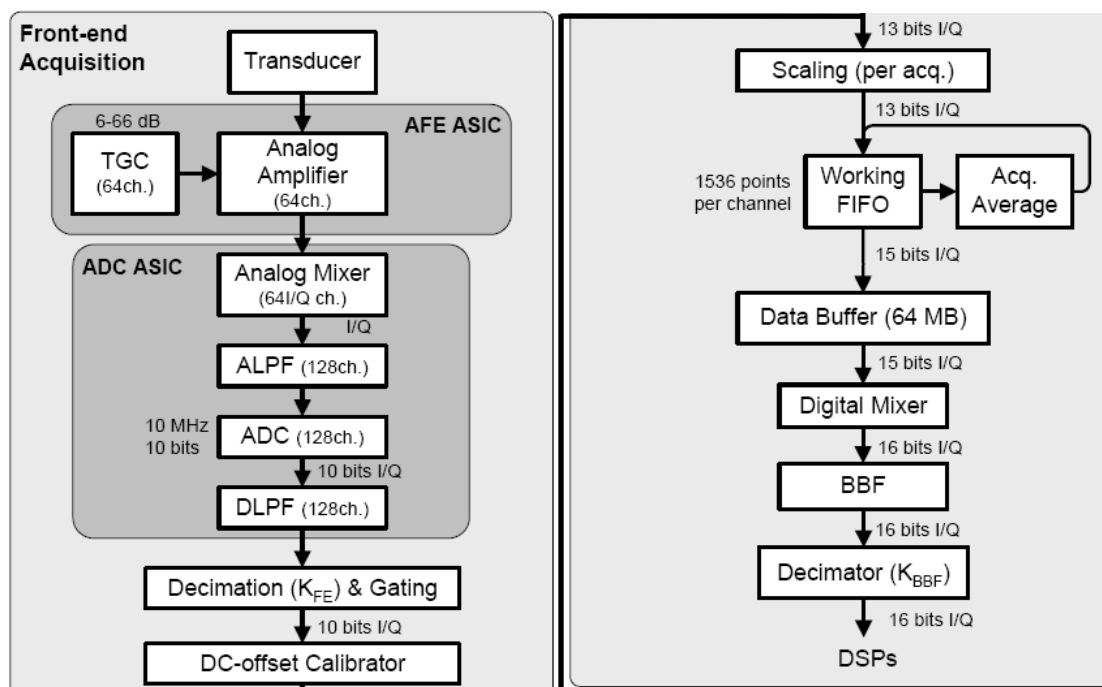 Front-end
Acquisition
Transducer
6-66 dB
AFE ASIC
TGC
(64ch.)
Analog
Amplifier
(64ch.)
ADC ASIC
Analog Mixer
(64I/Q ch.)
I/Q
ALPF (128ch.)
10 MHz
10 bits
ADC (128ch.)
10 bits I/Q
DLPF (128ch.)
Decimation (KFE) & Gating
10 bits I/Q
DC-offset Calibrator
13 bits I/Q
Scaling (per acq.)
13 bits I/Q
1536 points
per channel
Working
FIFO
Acq.
Average
15 bits I/Q
Data Buffer (64 MB)
15 bits I/Q
Digital Mixer
16 bits I/Q
BBF
16 bits I/Q
Decimator (KBBF)
16 bits I/Q
DSPs